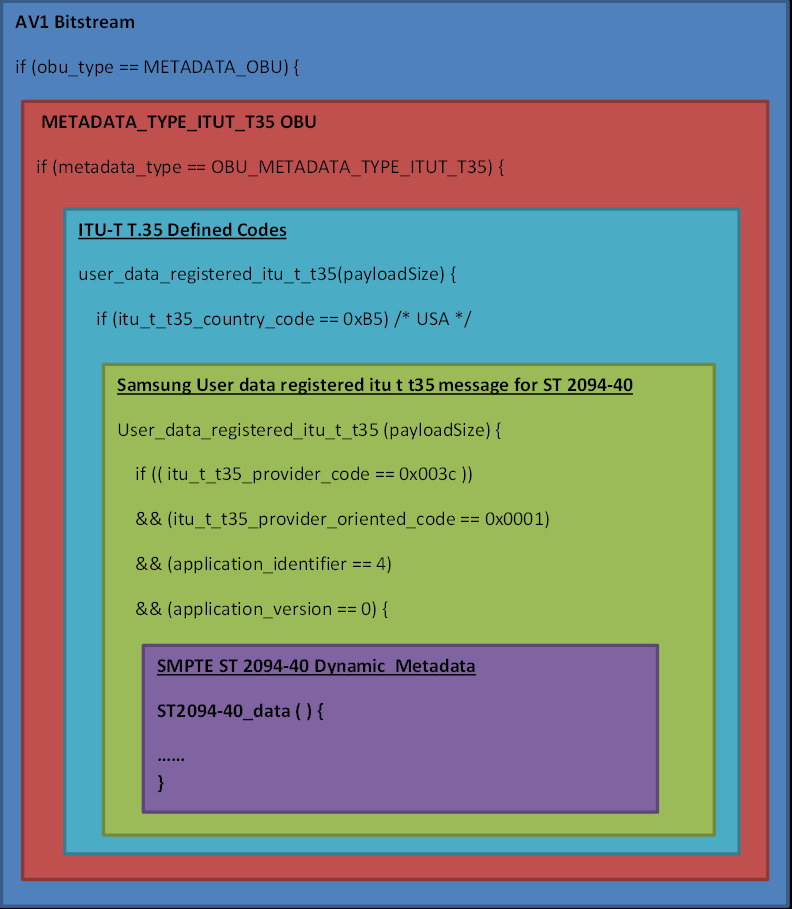 AV1 Bitstream
if (obu_type == METADATA_OBU) {
METADATA_TYPE_ITUT_T35 OBU
if (metadata_type == OBU_METADATA_TYPE_ITUT_T35) {
ITU-T T.35 Defined Codes
user_data_registered_itu_t_t35(payloadSize) {
if (itu_t_t35_country_code == 0xB5) /* USA */
Samsung User data registered itu t t35 message for ST 2094-40
User_data_registered_itu_t_t35 (payloadSize) {
if (( itu_t_t35_provider_code == 0x003c ))
&& (itu_t_t35_provider_oriented_code == 0x0001)
&& (application_identifier == 4)
&& (application_version == 0) {
SMPTE ST 2094-40 Dynamic Metadata
ST2094-40_data ( ) {
......
}